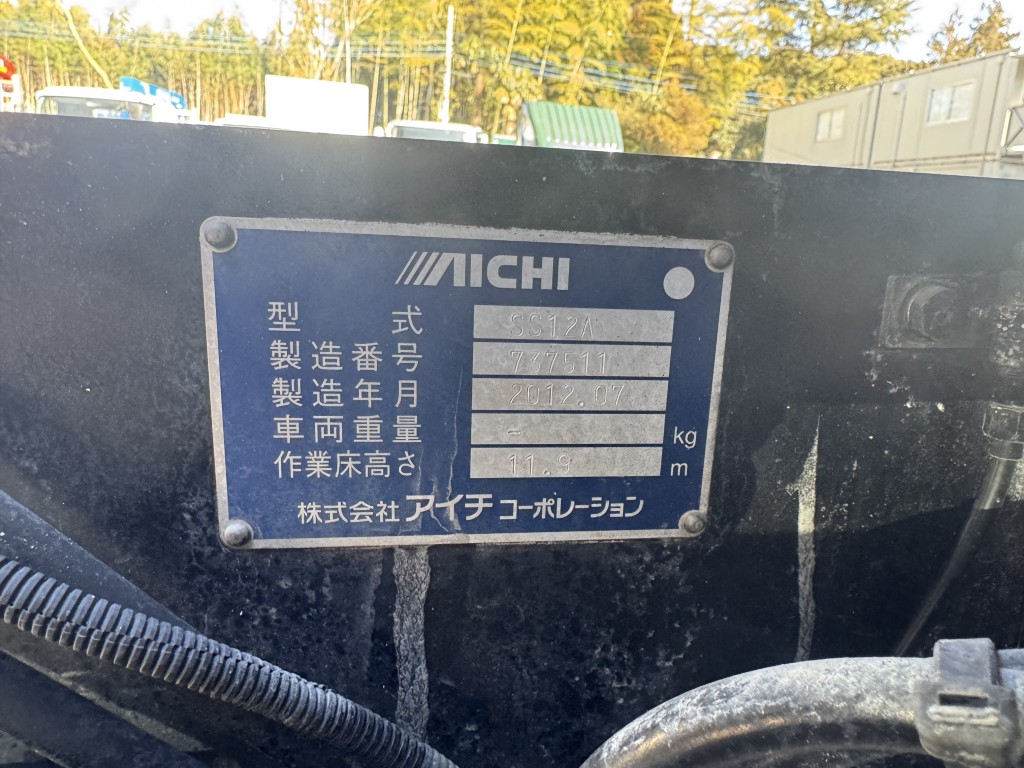 AICHI
型式 SS12A
製造番号 737511
製造年月 2012.07
車両重量 - kg
作業床高さ 11.9 m
株式会社 アイチ コーポレーション